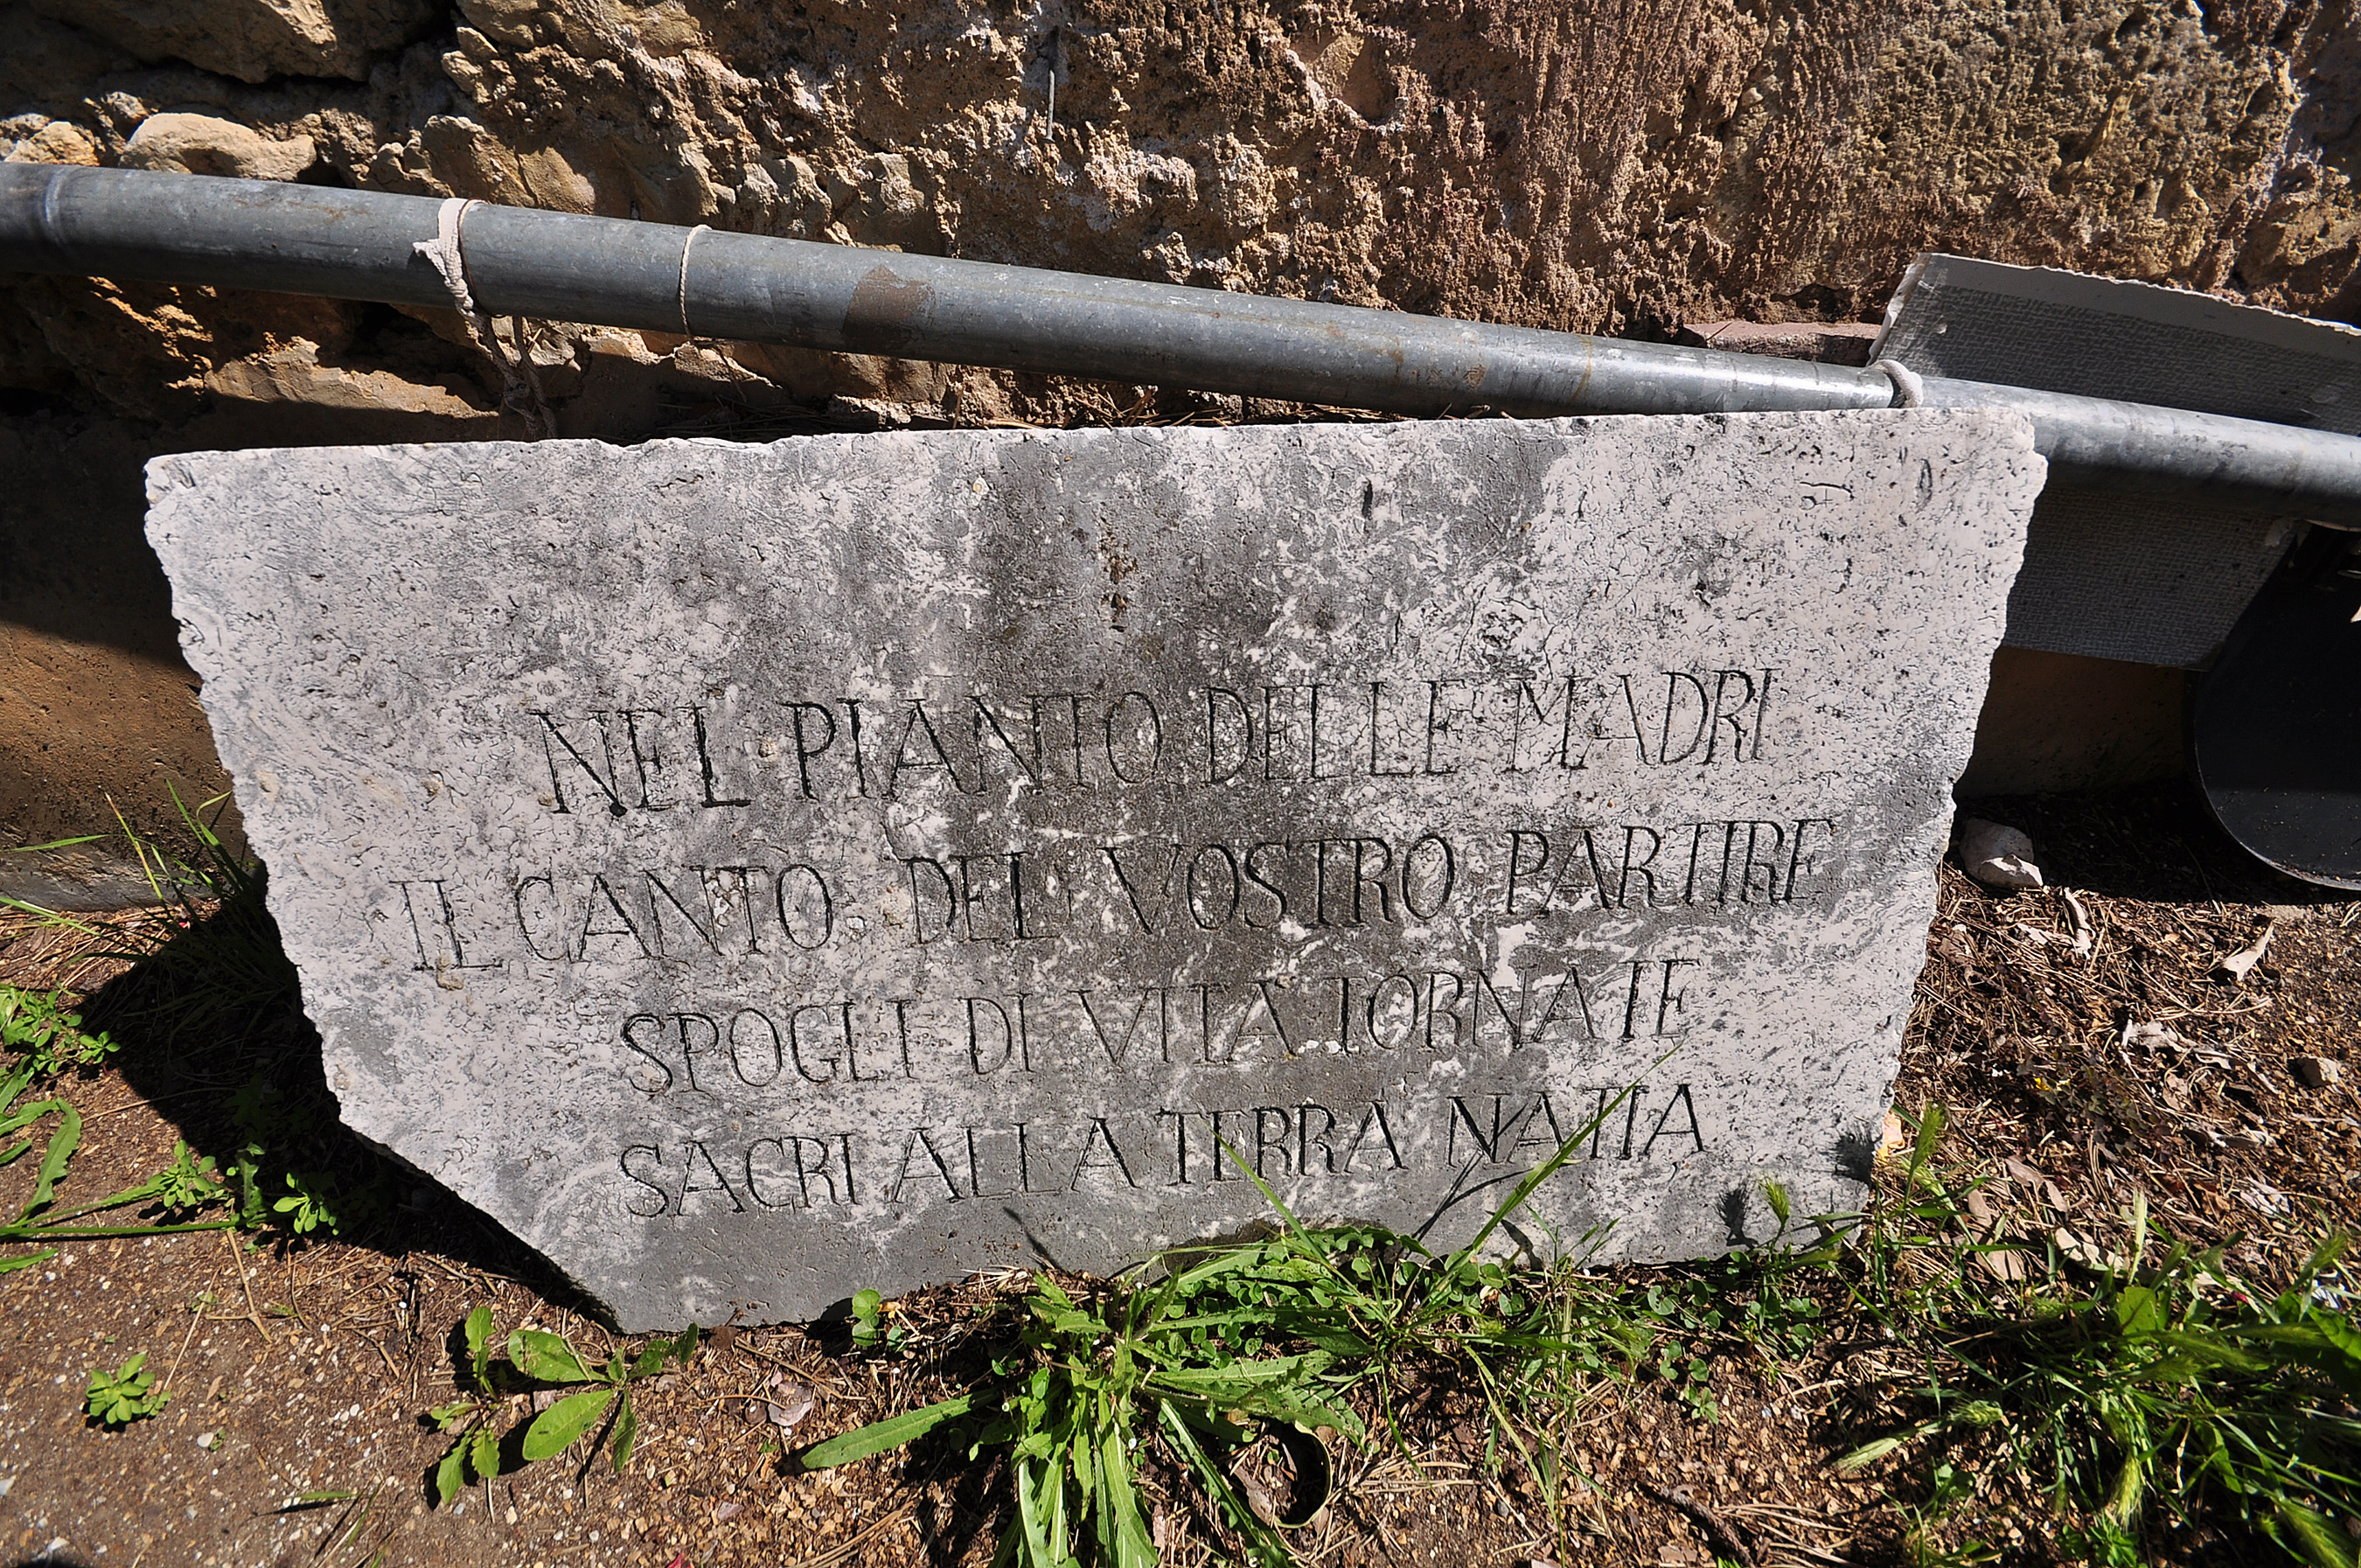 NEL PIANTO DELLE MADRI
IL CANTO DEL VOSTRO PARTIRE
SPOGLI DI VITA TORNATE
SACRI ALLA TERRA NATIA